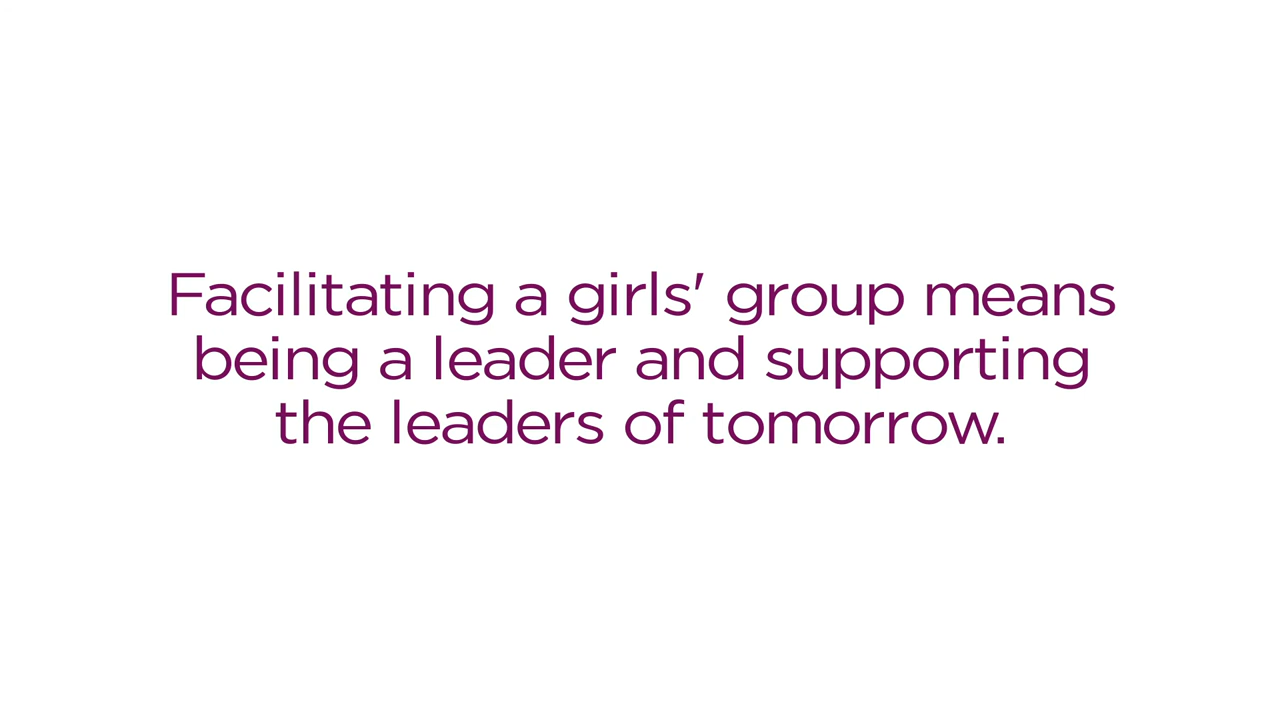 Facilitating a girls' group means
being a leader and supporting
the leaders of tomorrow.